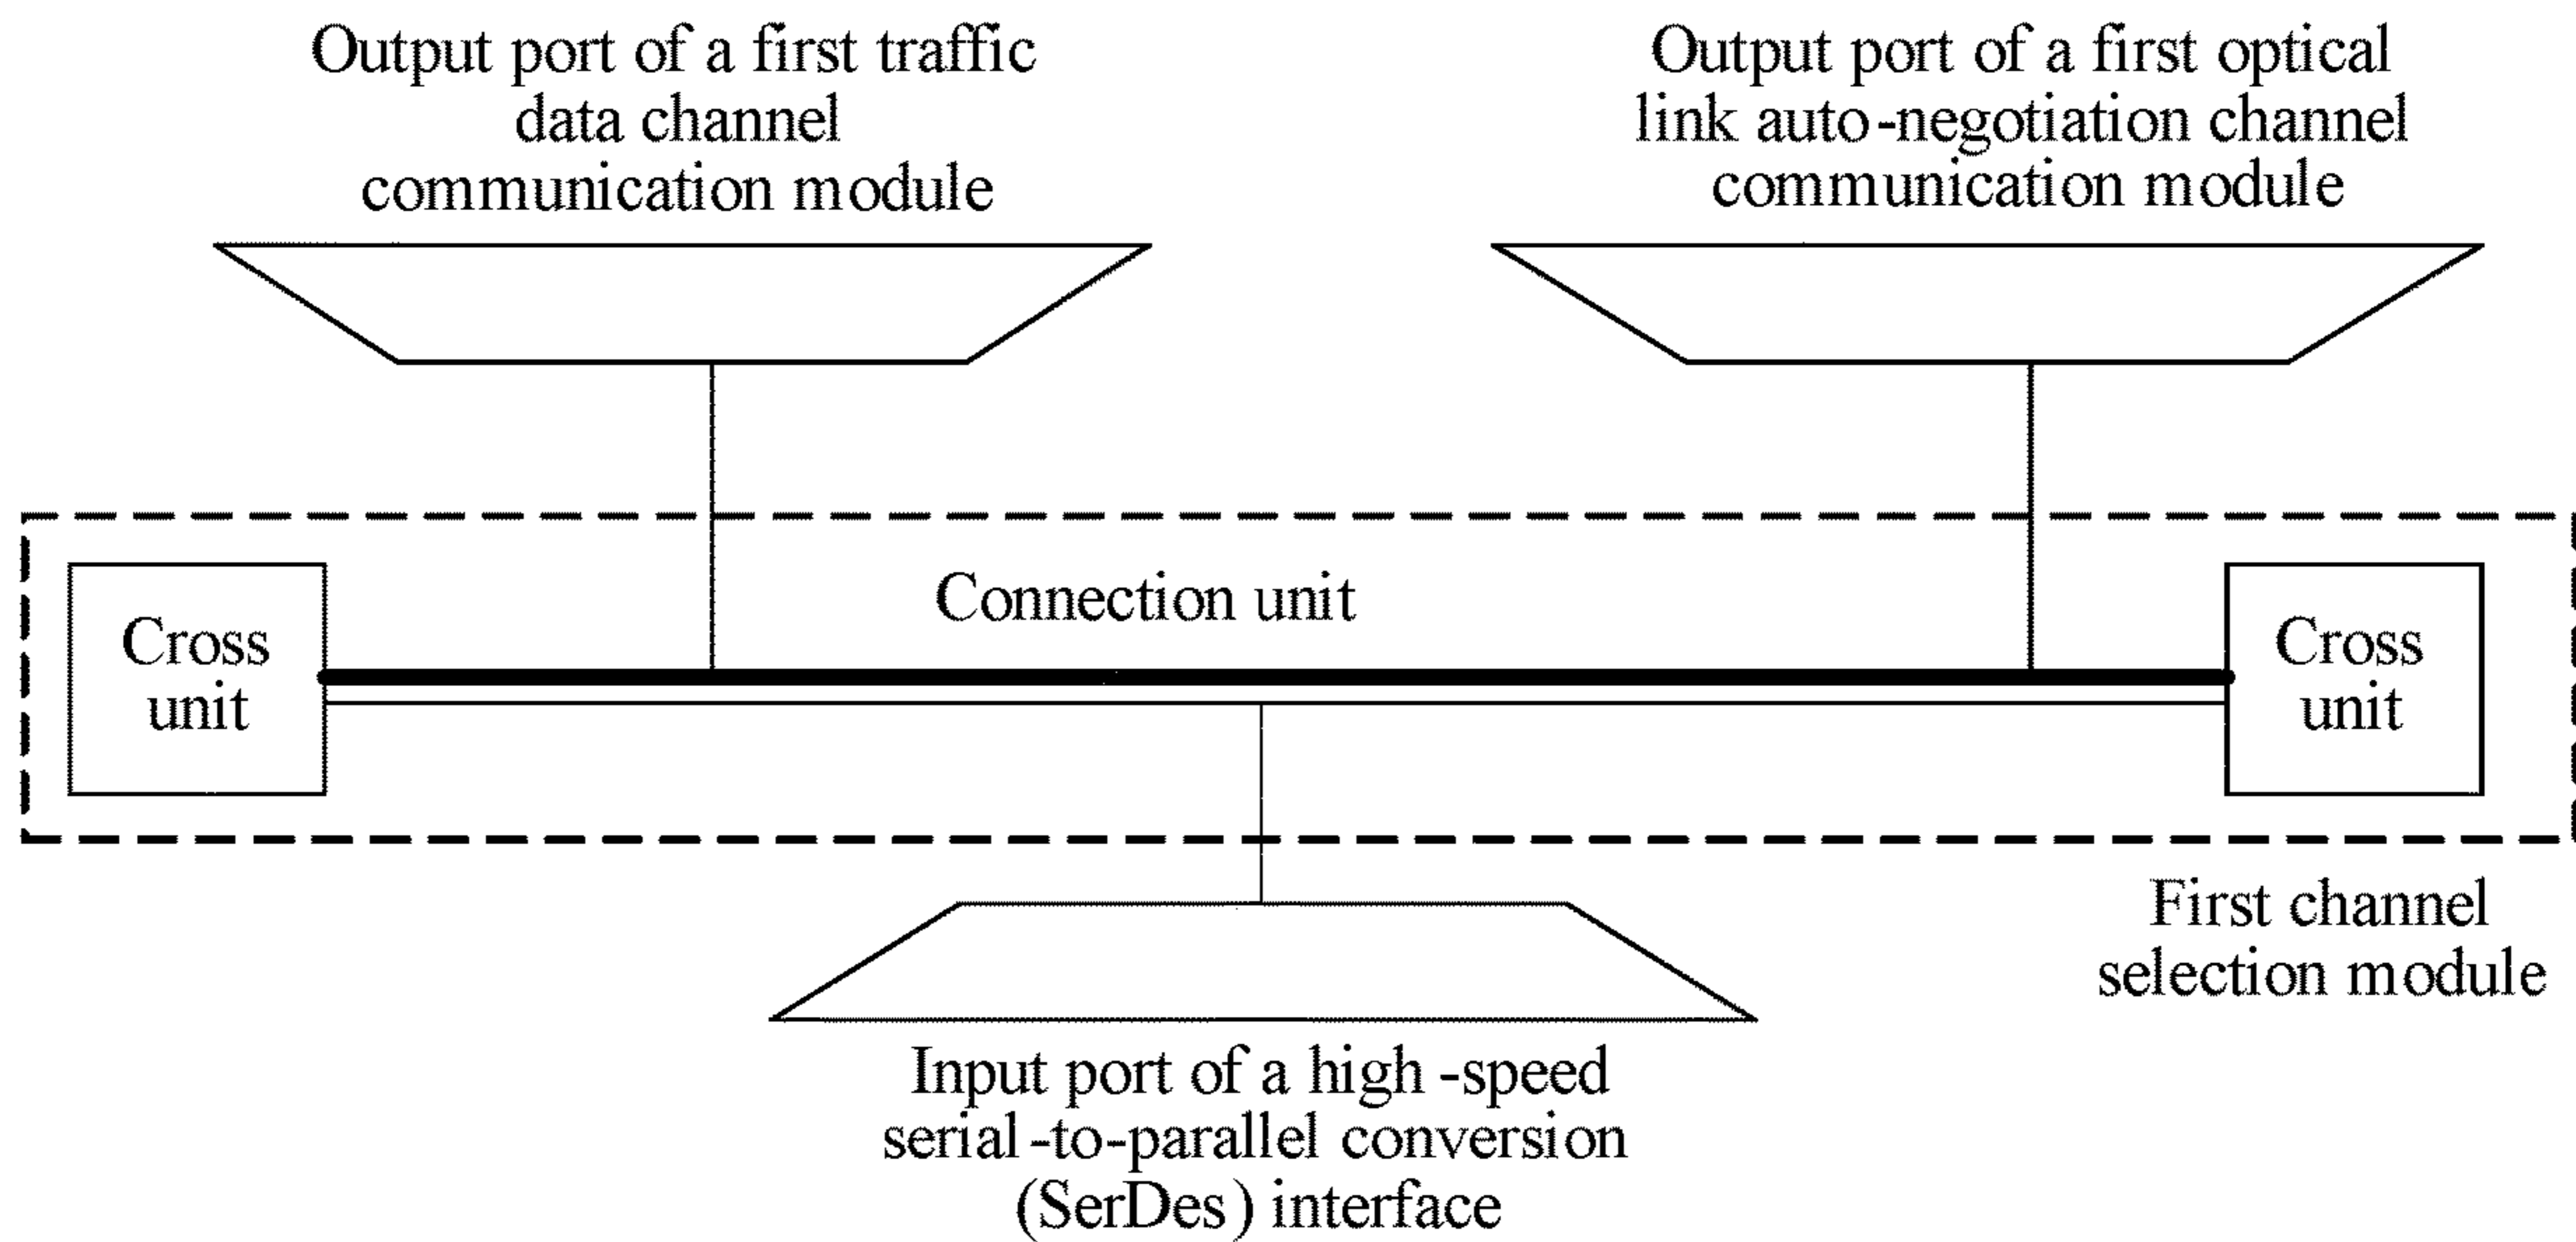 Output port of a first traffic
data channel
communication module
Output port of a first optical
link auto-negotiation channel
communication module
Connection unit
Cross
unit
Cross
unit
First channel
selection module
Input port of a high-speed
serial-to-parallel conversion
(SerDes) interface